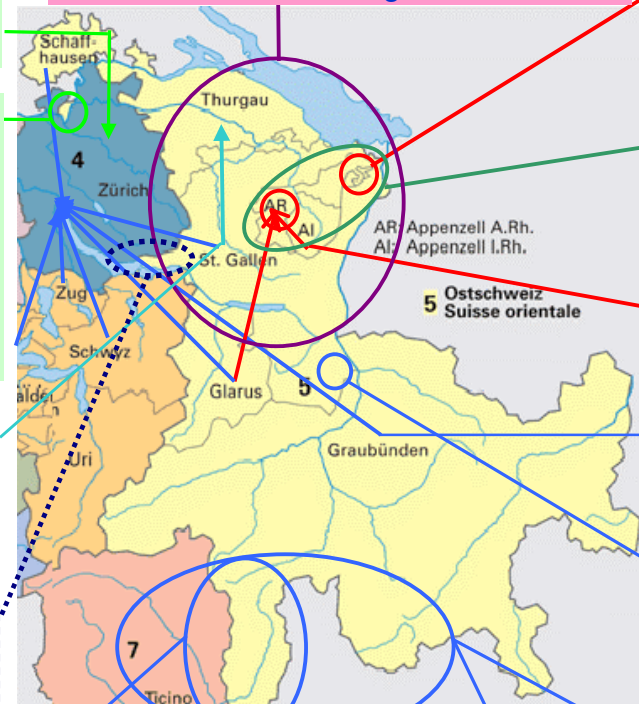 Schaff-
hausen
Thurgau
4
Zürich
AR
AI
AR: Appenzell A.Rh.
AI: Appenzell I.Rh.
St. Gallen
Zug
5 Ostschweiz
Suisse orientale
Schwyz
Glarus
5
Graubünden
Uri
7
Ticino